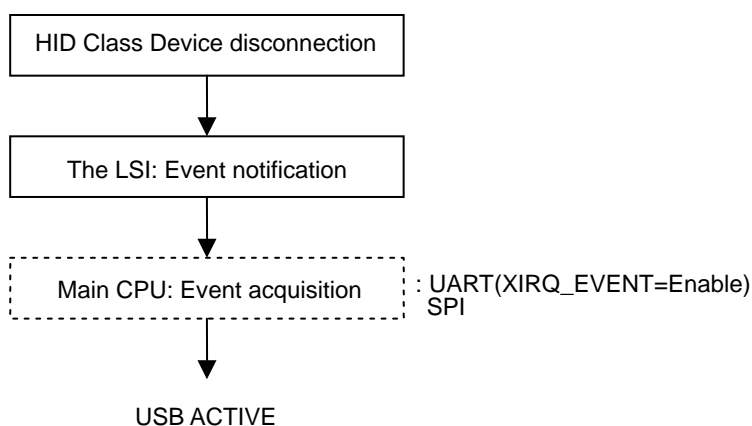 HID Class Device disconnection
The LSI: Event notification
Main CPU: Event acquisition
: UART(XIRQ_EVENT=Enable)
SPI
USB ACTIVE